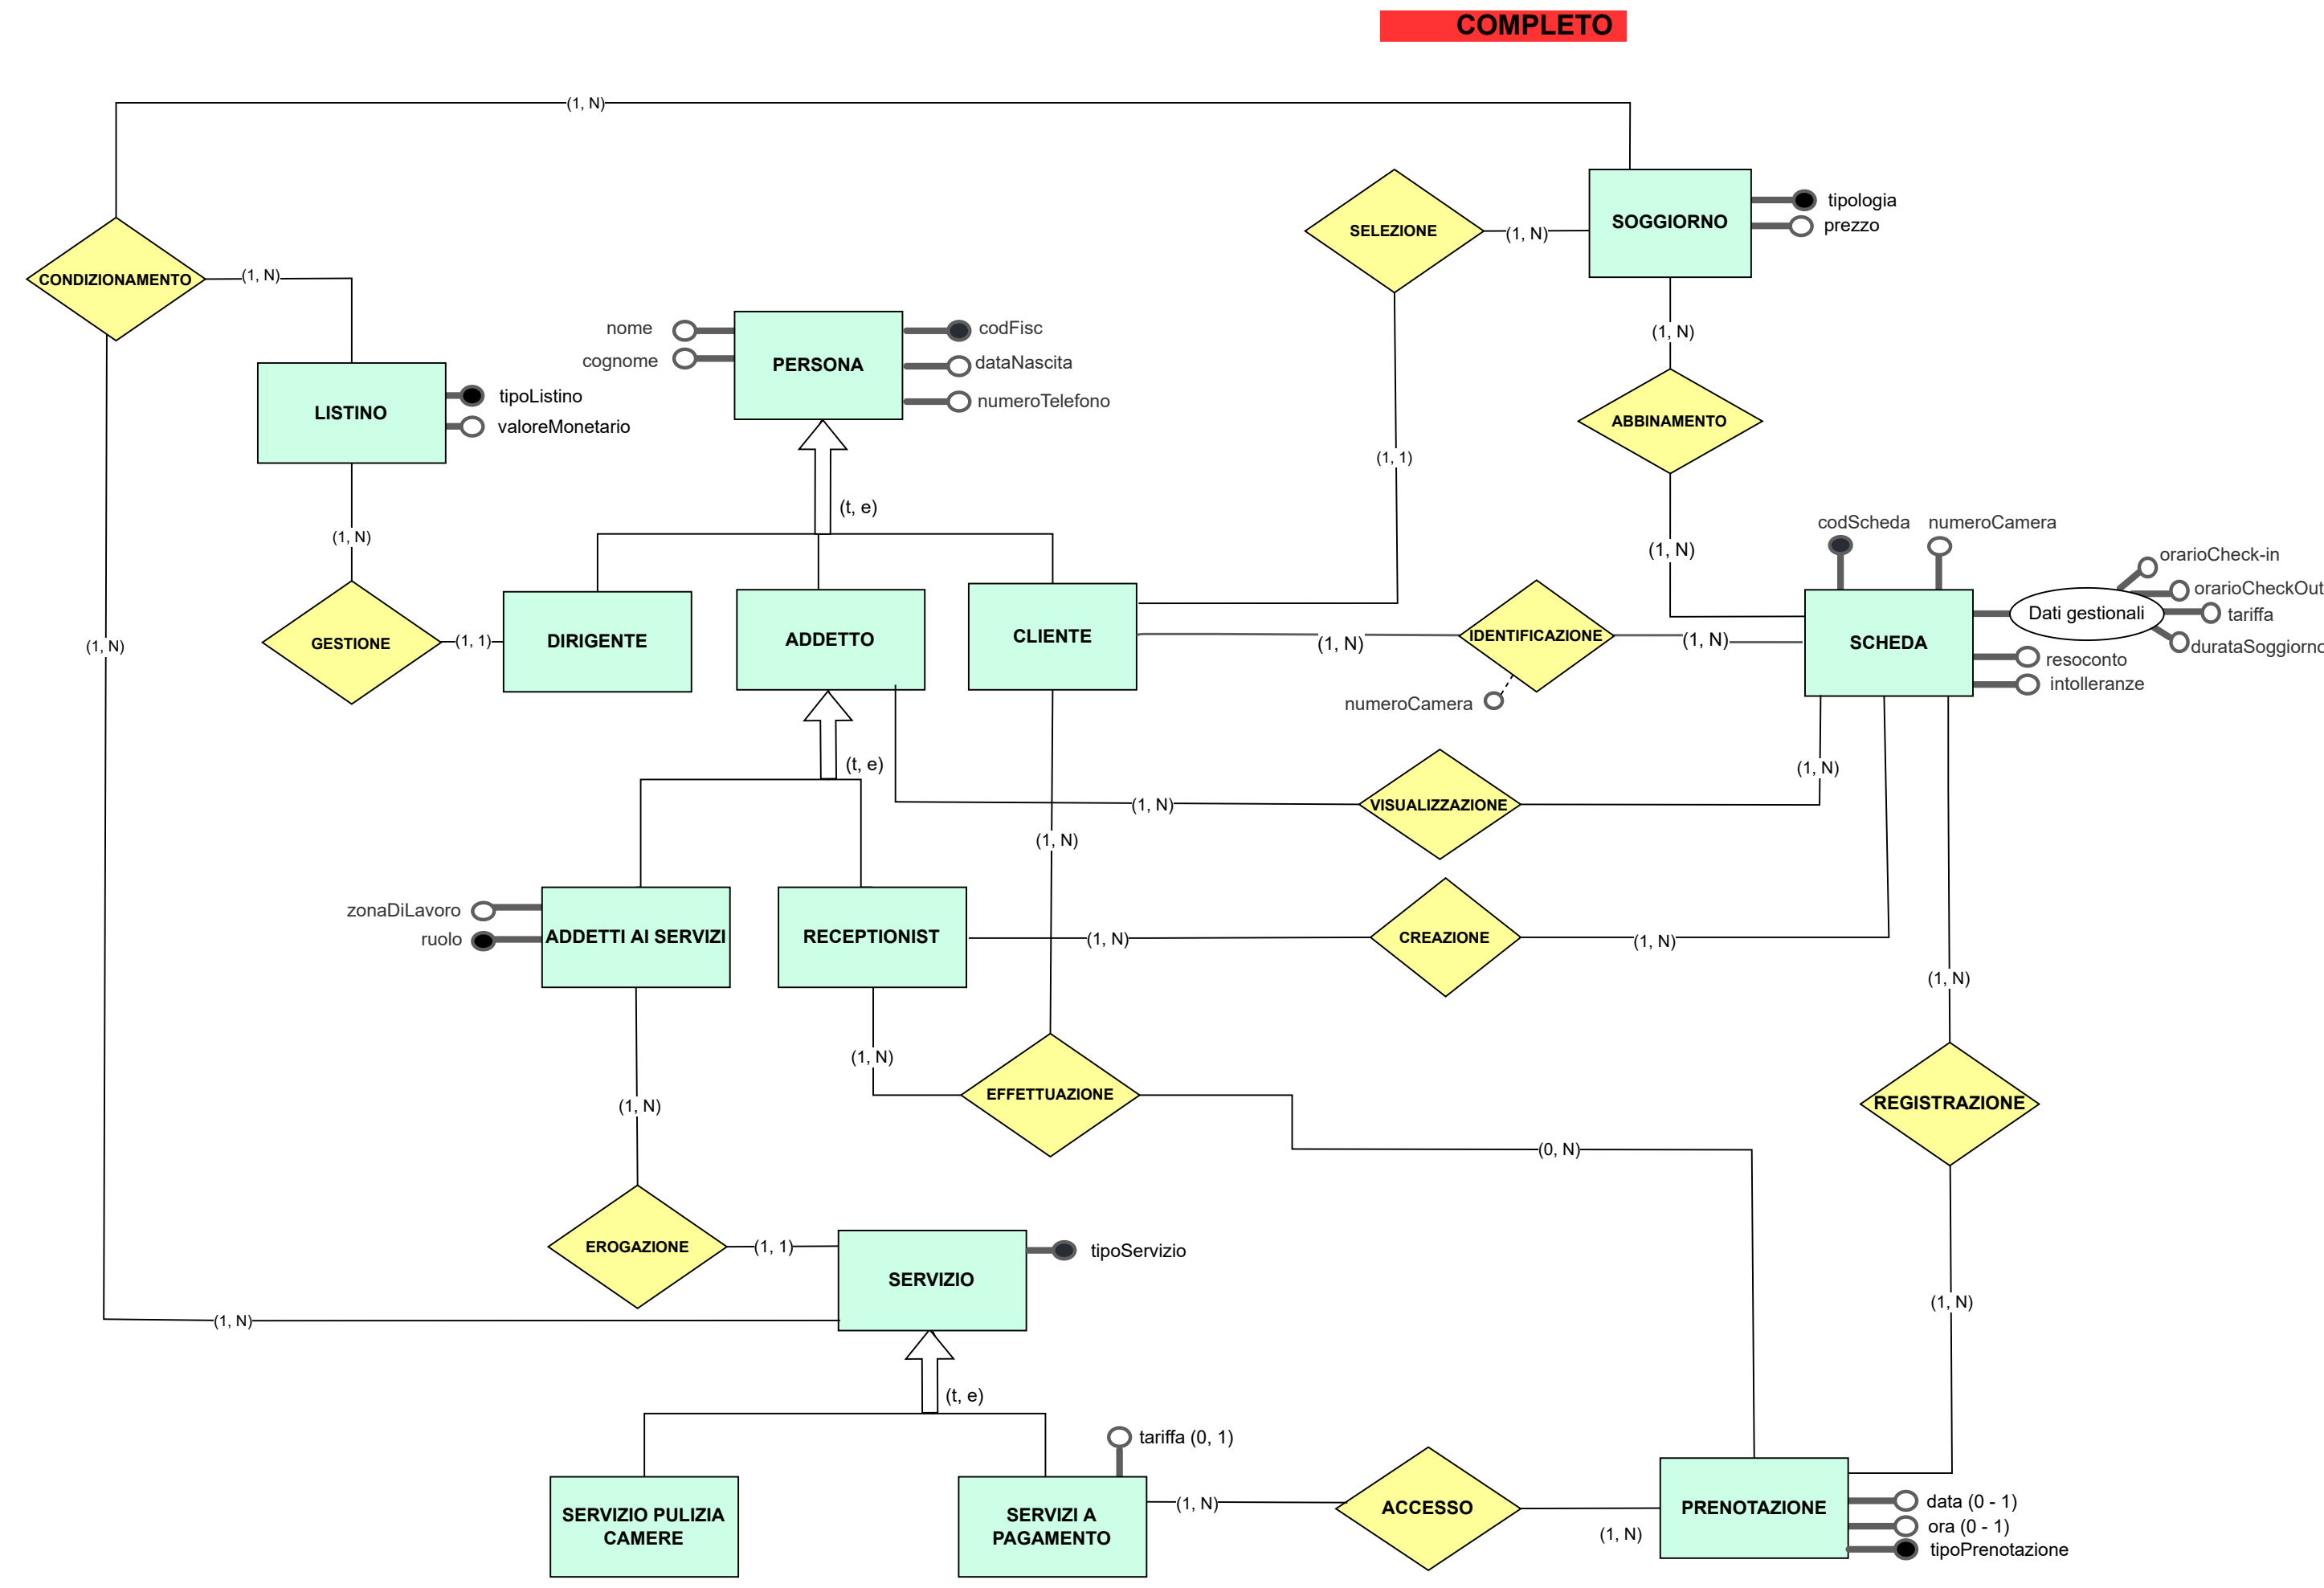 COMPLETO
(1, N)
SELEZIONE
(1, N)
SOGGIORNO
tipologia
prezzo
CONDIZIONAMENTO
(1, N)
nome
cognome
PERSONA
codFisc
dataNascita
numeroTelefono
(1, N)
LISTINO
tipoListino
valoreMonetario
ABBINAMENTO
(1, 1)
(t, e)
(1, N)
(1, N)
codScheda
numeroCamera
orarioCheck-in
orarioCheckOut
tariffa
durataSoggiorno
Dati gestionali
(1, N)
GESTIONE
(1, 1)
DIRIGENTE
ADDETTO
CLIENTE
(1, N)
IDENTIFICAZIONE
(1, N)
SCHEDA
resoconto
intolleranze
numeroCamera
(t, e)
(1, N)
(1, N)
VISUALIZZAZIONE
(1, N)
zonaDiLavoro
ruolo
ADDETTI AI SERVIZI
RECEPTIONIST
(1, N)
CREAZIONE
(1, N)
(1, N)
(1, N)
EFFETTUAZIONE
REGISTRAZIONE
(1, N)
(0, N)
EROGAZIONE
(1, 1)
SERVIZIO
tipoServizio
(1, N)
(1, N)
(t, e)
tariffa (0, 1)
SERVIZIO PULIZIA
CAMERE
SERVIZI A
PAGAMENTO
(1, N)
ACCESSO
(1, N)
PRENOTAZIONE
data (0 - 1)
ora (0 - 1)
tipoPrenotazione